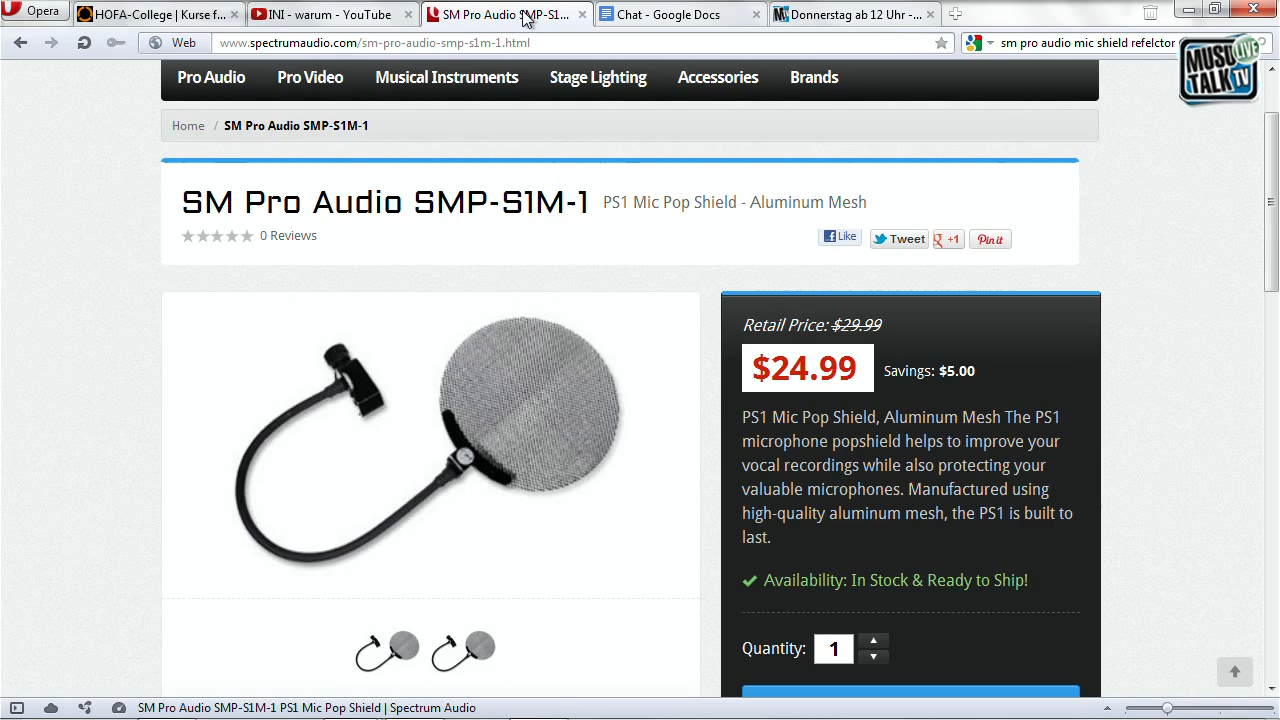 Opera
HOFA-College | Kurse f...
INI - warum - YouTube
SM Pro Audio SMP-S1...
Chat - Google Docs
Donnerstag ab 12 Uhr -...
Web
www.spectrumaudio.com/sm-pro-audio-smp-s1m-1.html
sm pro audio mic shield refelctor
MUSO
TALK
LIVE
TV
Pro Audio
Pro Video
Musical Instruments
Stage Lighting
Accessories
Brands
Home / SM Pro Audio SMP-S1M-1
SM Pro Audio SMP-S1M-1 PS1 Mic Pop Shield - Aluminum Mesh
0 Reviews
Like
Tweet
+1
Pin it
Retail Price: $29.99
$24.99 Savings: $5.00
PS1 Mic Pop Shield, Aluminum Mesh The PS1
microphone popshield helps to improve your
vocal recordings while also protecting your
valuable microphones. Manufactured using
high-quality aluminum mesh, the PS1 is built to
last.
Availability: In Stock & Ready to Ship!
Quantity: 1
SM Pro Audio SMP-S1M-1 PS1 Mic Pop Shield | Spectrum Audio